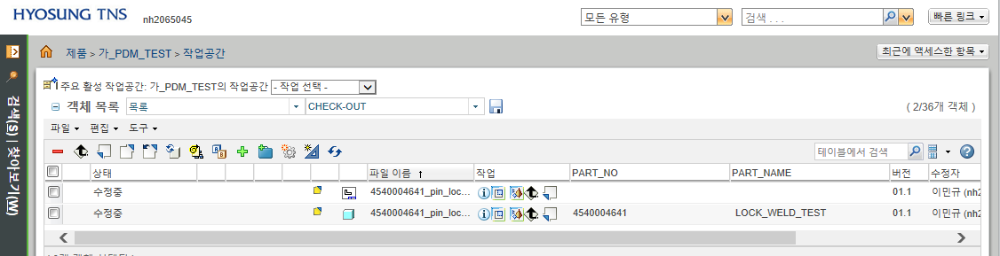 HYOSUNG TNS nh2065045 모든 유형 검색 . . . 빠른 링크
제품 > 가_PDM_TEST > 작업공간 최근에 액세스한 항목
주요 활성 작업공간: 가_PDM_TEST의 작업공간 - 작업 선택 -
객체 목록 목록 CHECK-OUT ( 2/36개 객체 )
파일 편집 도구
테이블에서 검색
상태 파일 이름 ↑ 작업 PART_NO PART_NAME 버전 수정자
수정중 4540004641_pin_loc... 01.1 이민규 (nh2
수정중 4540004641_pin_loc... 4540004641 LOCK_WELD_TEST 01.1 이민규 (nh2
검색(S) | 찾아보기(W)